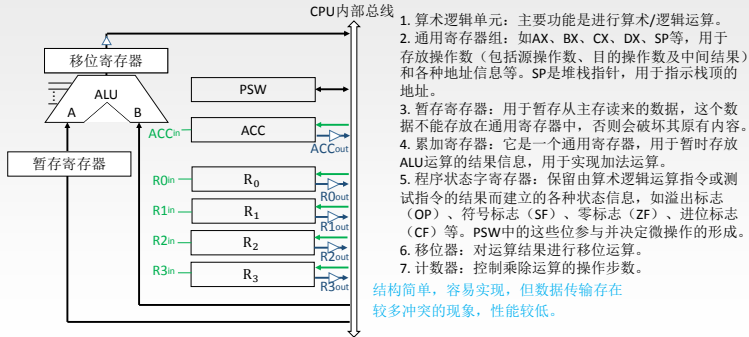 CPU内部总线
移位寄存器
ALU
A
B
暂存寄存器
PSW
ACCin
ACC
ACCout
R0in
R0
R0out
R1in
R1
R1out
R2in
R2
R2out
R3in
R3
R3out
1. 算术逻辑单元：主要功能是进行算术/逻辑运算。
2. 通用寄存器组：如AX、BX、CX、DX、SP等，用于
存放操作数（包括源操作数、目的操作数及中间结果）
和各种地址信息等。SP是堆栈指针，用于指示栈顶的
地址。
3. 暂存寄存器：用于暂存从主存读来的数据，这个数
据不能存放在通用寄存器中，否则会破坏其原有内容。
4. 累加寄存器：它是一个通用寄存器，用于暂时存放
ALU运算的结果信息，用于实现加法运算。
5. 程序状态字寄存器：保留由算术逻辑运算指令或测
试指令的结果而建立的各种状态信息，如溢出标志
（OP）、符号标志（SF）、零标志（ZF）、进位标志
（CF）等。PSW中的这些位参与并决定微操作的形成。
6. 移位器：对运算结果进行移位运算。
7. 计数器：控制乘除运算的操作步数。
结构简单，容易实现，但数据传输存在
较多冲突的现象，性能较低。